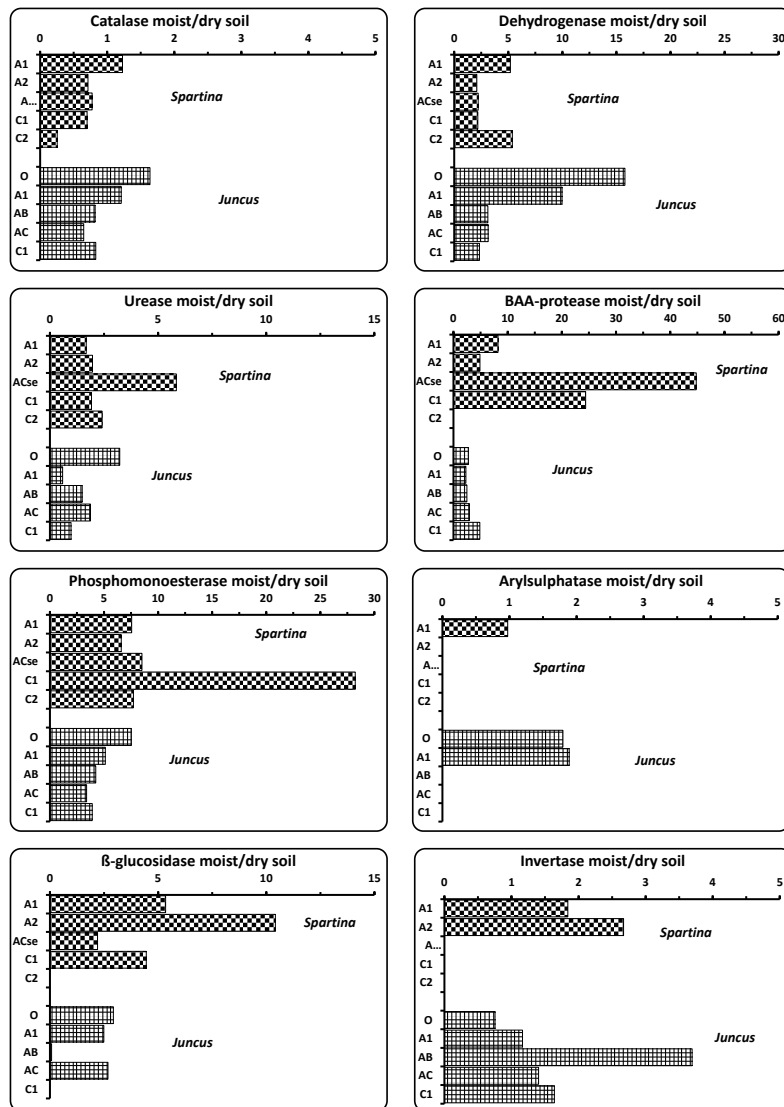 Catalase moist/dry soil
0 1 2 3 4 5
A1
A2
A...
C1
C2
Spartina
O
A1
AB
AC
C1
Juncus
Dehydrogenase moist/dry soil
0 5 10 15 20 25 30
A1
A2
ACse
C1
C2
Spartina
O
A1
AB
AC
C1
Juncus
Urease moist/dry soil
0 5 10 15
A1
A2
ACse
C1
C2
Spartina
O
A1
AB
AC
C1
Juncus
BAA-protease moist/dry soil
0 10 20 30 40 50 60
A1
A2
ACse
C1
C2
Spartina
O
A1
AB
AC
C1
Juncus
Phosphomonoesterase moist/dry soil
0 5 10 15 20 25 30
A1
A2
ACse
C1
C2
Spartina
O
A1
AB
AC
C1
Juncus
Arylsulphatase moist/dry soil
0 1 2 3 4 5
A1
A2
A...
C1
C2
Spartina
O
A1
AB
AC
C1
Juncus
ß-glucosidase moist/dry soil
0 5 10 15
A1
A2
ACse
C1
C2
Spartina
O
A1
AB
AC
C1
Juncus
Invertase moist/dry soil
0 1 2 3 4 5
A1
A2
A...
C1
C2
Spartina
O
A1
AB
AC
C1
Juncus